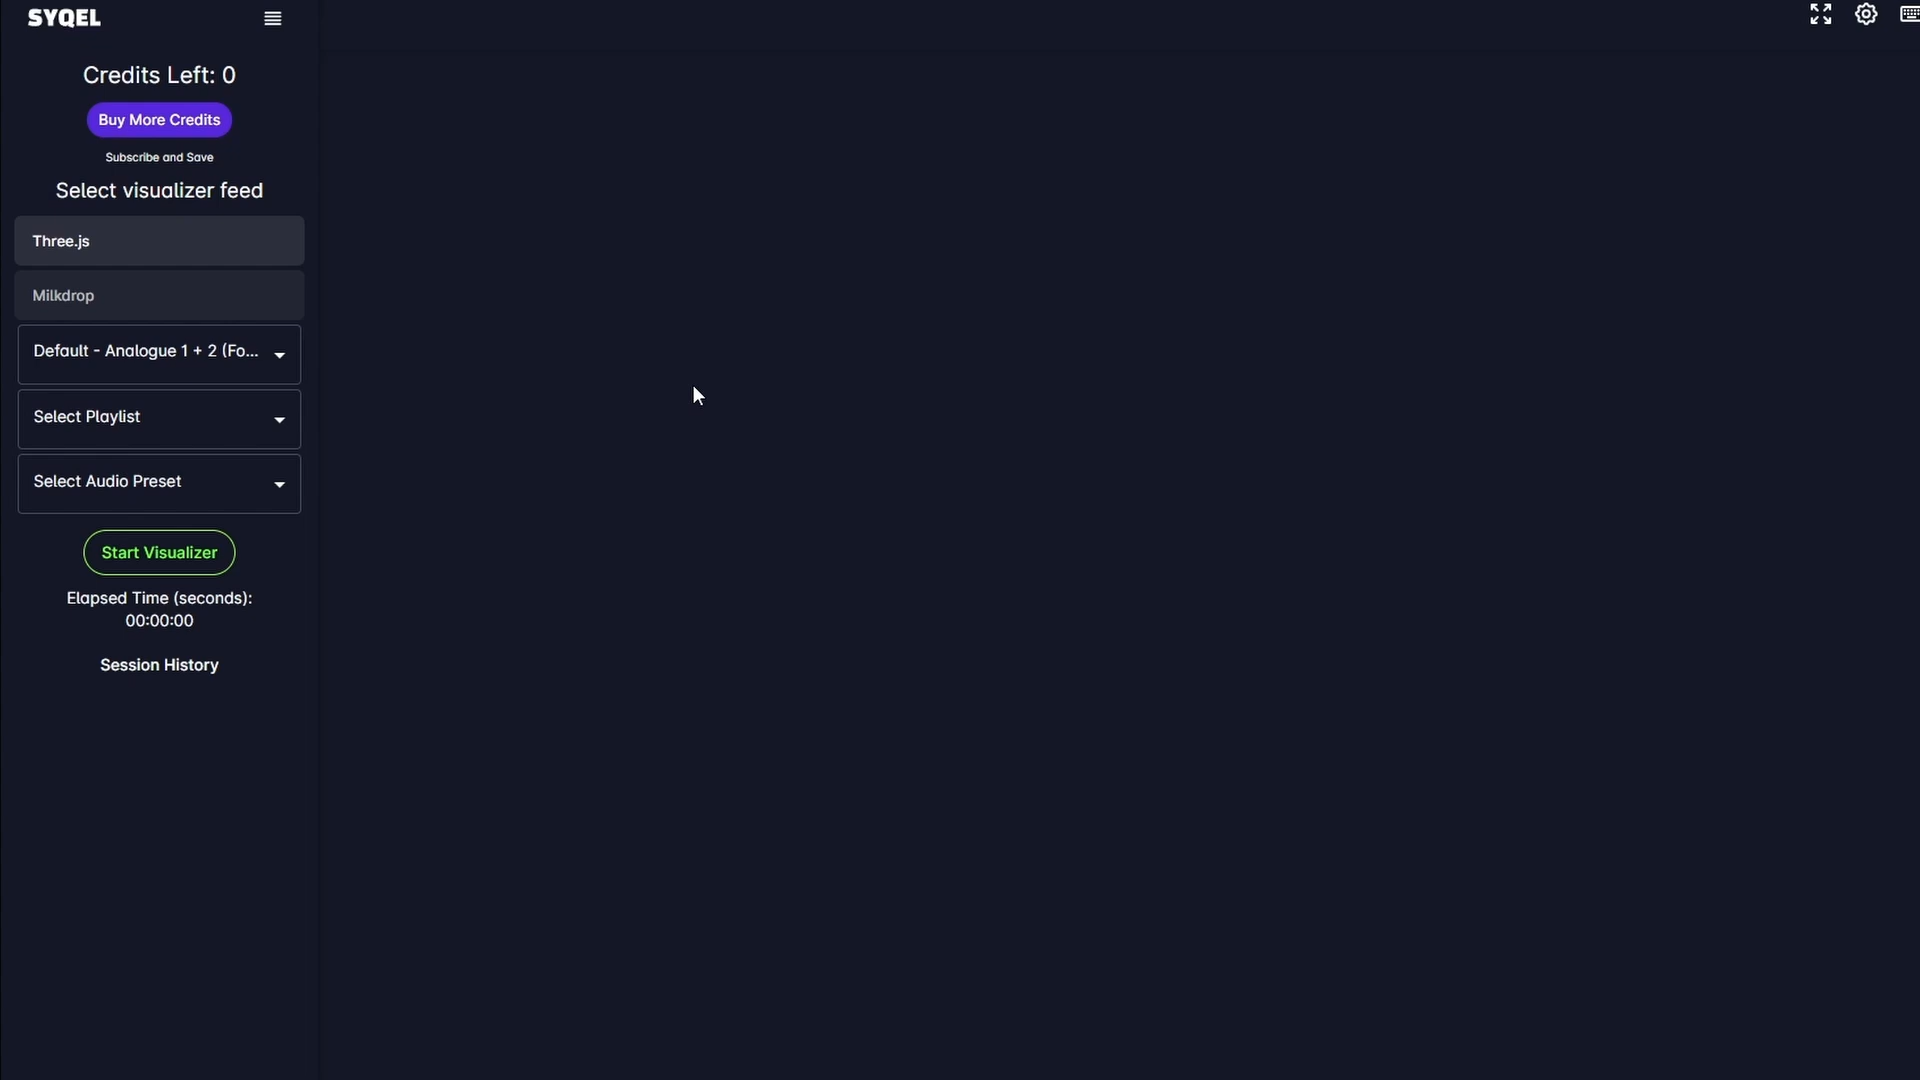 SYQEL
Credits Left: 0
Buy More Credits
Subscribe and Save
Select visualizer feed
Three.js
Milkdrop
Default - Analogue 1 + 2 (Fo...
Select Playlist
Select Audio Preset
Start Visualizer
Elapsed Time (seconds):
00:00:00
Session History